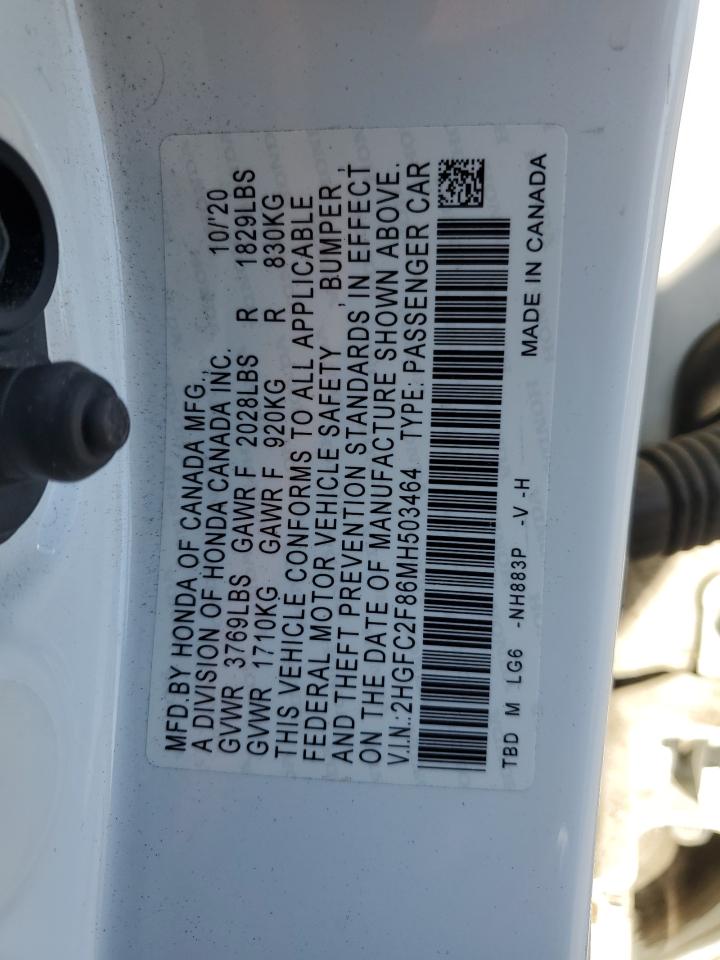 MFD.BY HONDA OF CANADA MFG., 10/'20
A DIVISION OF HONDA CANADA INC.
GVWR 3769LBS GAWR F 2028LBS R 1829LBS
GVWR 1710KG GAWR F 920KG R 830KG
THIS VEHICLE CONFORMS TO ALL APPLICABLE
FEDERAL MOTOR VEHICLE SAFETY , BUMPER ,
AND THEFT PREVENTION STANDARDS IN EFFECT
ON THE DATE OF MANUFACTURE SHOWN ABOVE.
V.I.N.:2HGFC2F86MH503464 TYPE: PASSENGER CAR
TBD M LG6 -NH883P -V -H MADE IN CANADA